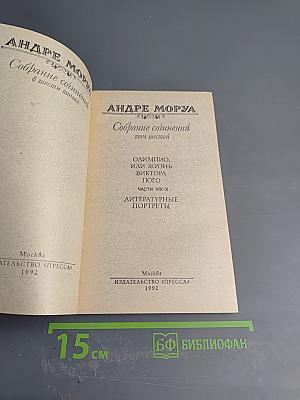 АНДРЕ МОРУА
Собрание сочинений
в шести томах
Москва
ИЗДАТЕЛЬСТВО «ПРЕССА»
1992
АНДРЕ МОРУА
Собрание сочинений
том шестой
ОЛИМПИО,
ИЛИ ЖИЗНЬ
ВИКТОРА
ГЮГО
ЧАСТИ VIII-X
ЛИТЕРАТУРНЫЕ
ПОРТРЕТЫ
Москва
ИЗДАТЕЛЬСТВО «ПРЕССА»
1992
15 см
БФ БИБЛИОФАН